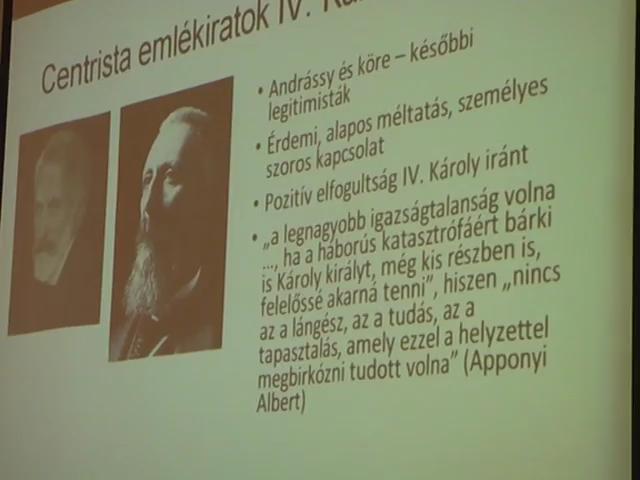 Centrista emlékiratok IV.
• Andrássy és köre – későbbi
legitimisták
• Érdemi, alapos méltatás, személyes
szoros kapcsolat
• Pozitív elfogultság IV. Károly iránt
• „a legnagyobb igazságtalanság volna
..., ha a háborús katasztrófáért bárki
is Károly királyt, még kis részben is,
felelőssé akarná tenni”, hiszen „nincs
az a lángész, az a tudás, az a
tapasztalás, amely ezzel a helyzettel
megbirkózni tudott volna” (Apponyi
Albert)